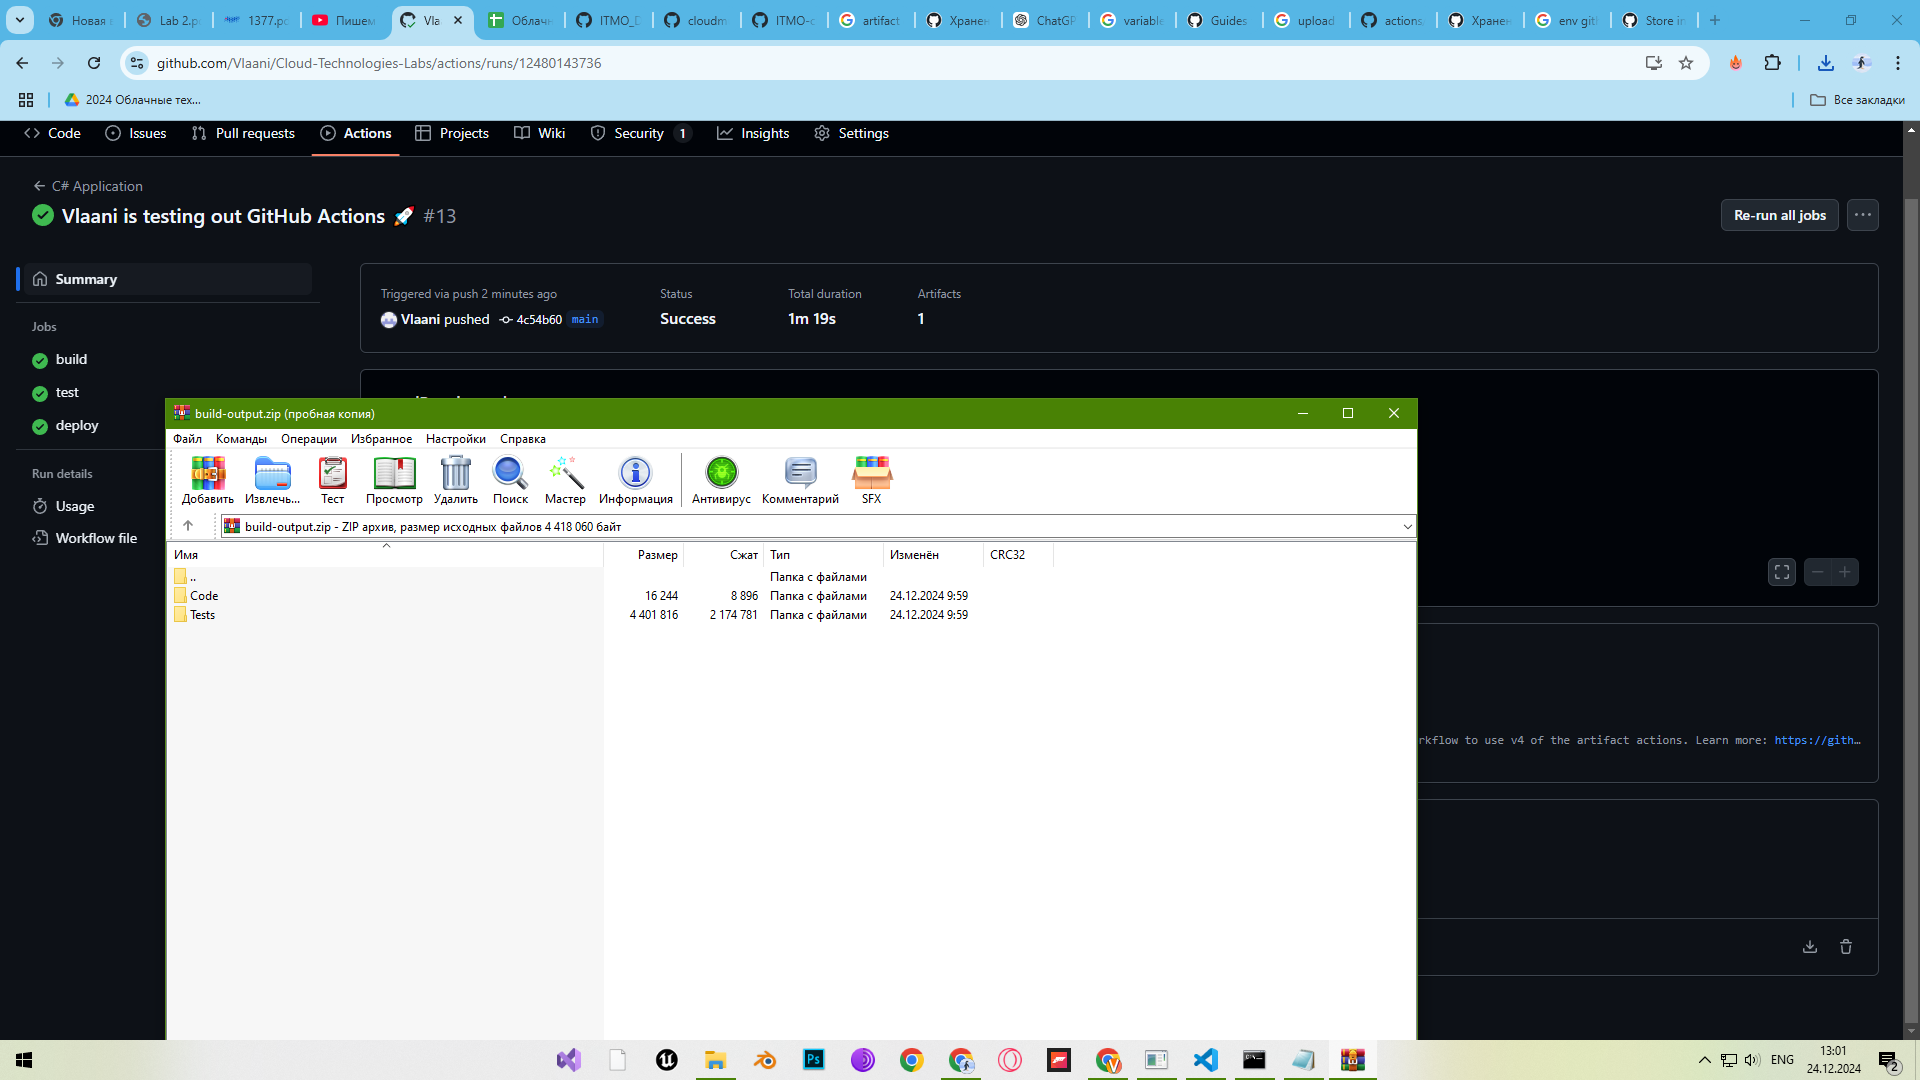 Новая в
Lab 2.p
1377.pd
Пишем
Vla
Облачн
ITMO_D
cloudm
ITMO-c
artifact
Хранен
ChatGP
variable
Guides
upload
actions
Хранен
env gith
Store in
github.com/Vlaani/Cloud-Technologies-Labs/actions/runs/12480143736
2024 Облачные тех...
Все закладки
Code
Issues
Pull requests
Actions
Projects
Wiki
Security 1
Insights
Settings
C# Application
Vlaani is testing out GitHub Actions 🚀 #13
Re-run all jobs
Summary
Triggered via push 2 minutes ago
Status
Total duration
Artifacts
Vlaani pushed 4c54b60 main
Success
1m 19s
1
Jobs
build
test
deploy
Run details
Usage
Workflow file
build-output.zip (пробная копия)
Файл Команды Операции Избранное Настройки Справка
Добавить Извлечь... Тест Просмотр Удалить Поиск Мастер Информация Антивирус Комментарий SFX
build-output.zip - ZIP архив, размер исходных файлов 4 418 060 байт
Имя Размер Сжат Тип Изменён CRC32
.. Папка с файлами
Code 16 244 8 896 Папка с файлами 24.12.2024 9:59
Tests 4 401 816 2 174 781 Папка с файлами 24.12.2024 9:59
rkflow to use v4 of the artifact actions. Learn more: https://gith…
Ps
ENG
13:01
24.12.2024
2